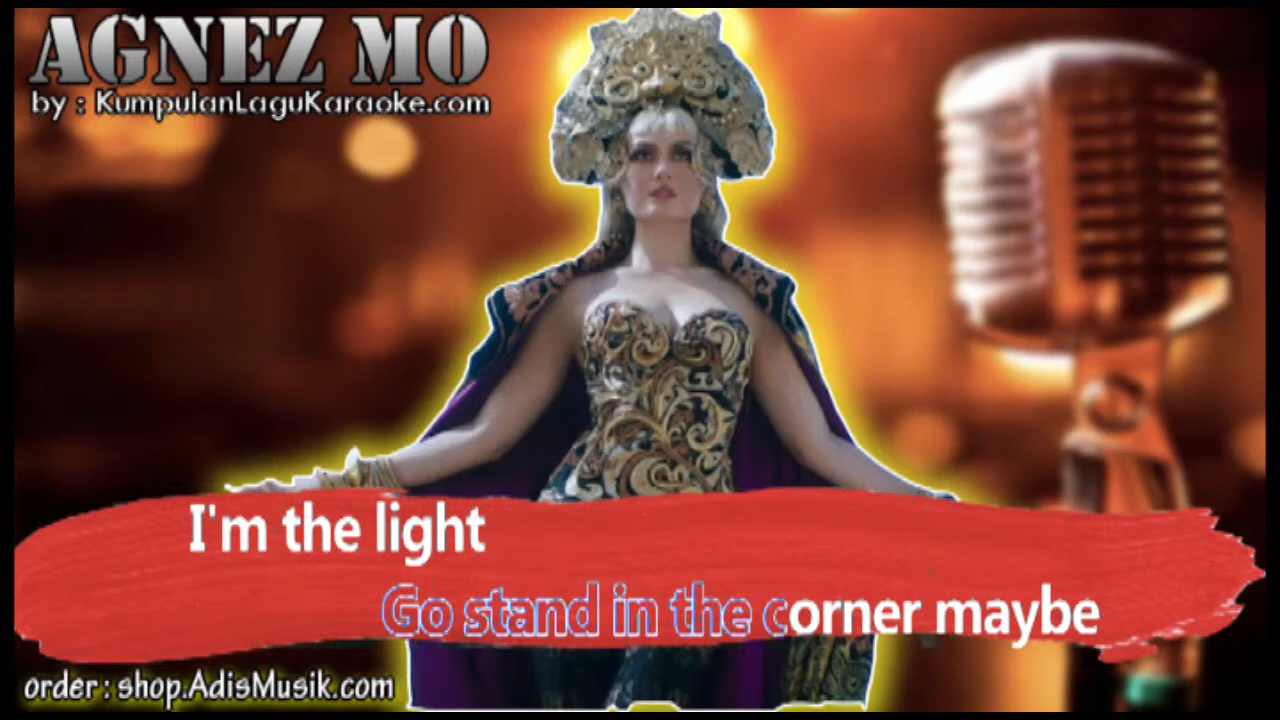 AGNEZ MO
by : KumpulanLaguKaraoke.com
I'm the light
Go stand in the corner maybe
order : shop.AdisMusik.com